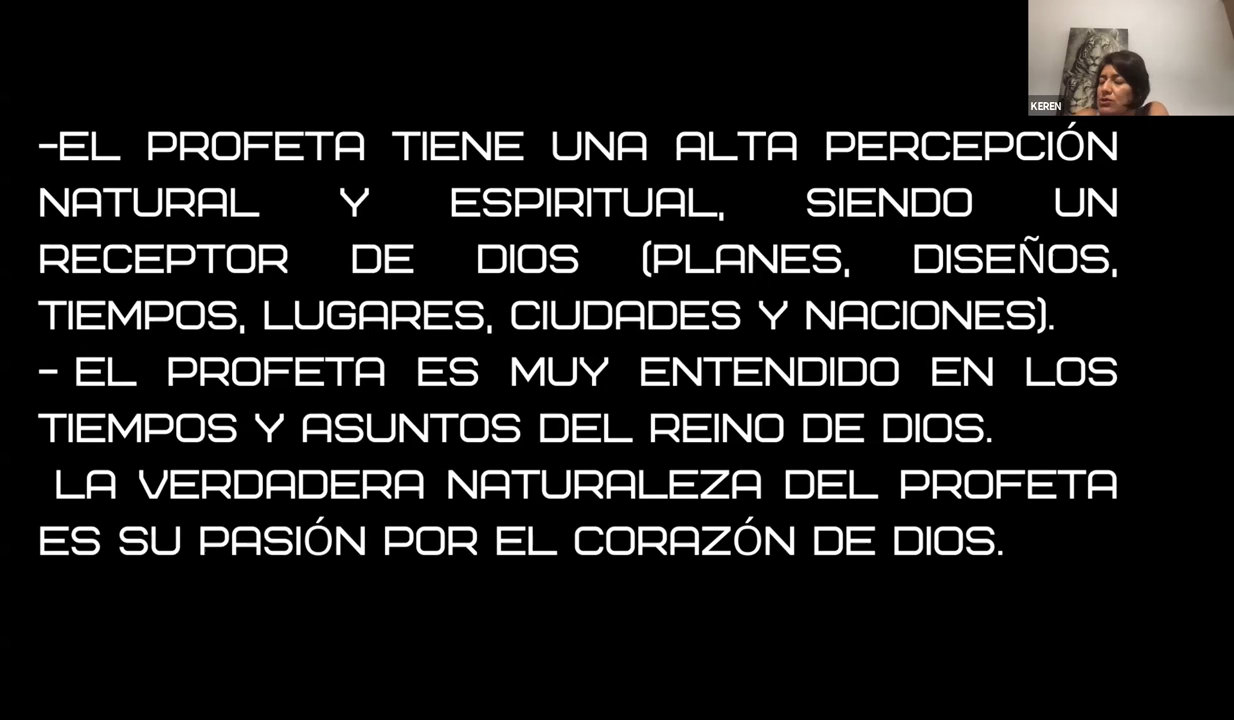 KEREN
-EL PROFETA TIENE UNA ALTA PERCEPCIÓN
NATURAL Y ESPIRITUAL, SIENDO UN
RECEPTOR DE DIOS (PLANES, DISEÑOS,
TIEMPOS, LUGARES, CIUDADES Y NACIONES).
- EL PROFETA ES MUY ENTENDIDO EN LOS
TIEMPOS Y ASUNTOS DEL REINO DE DIOS.
LA VERDADERA NATURALEZA DEL PROFETA
ES SU PASIÓN POR EL CORAZÓN DE DIOS.